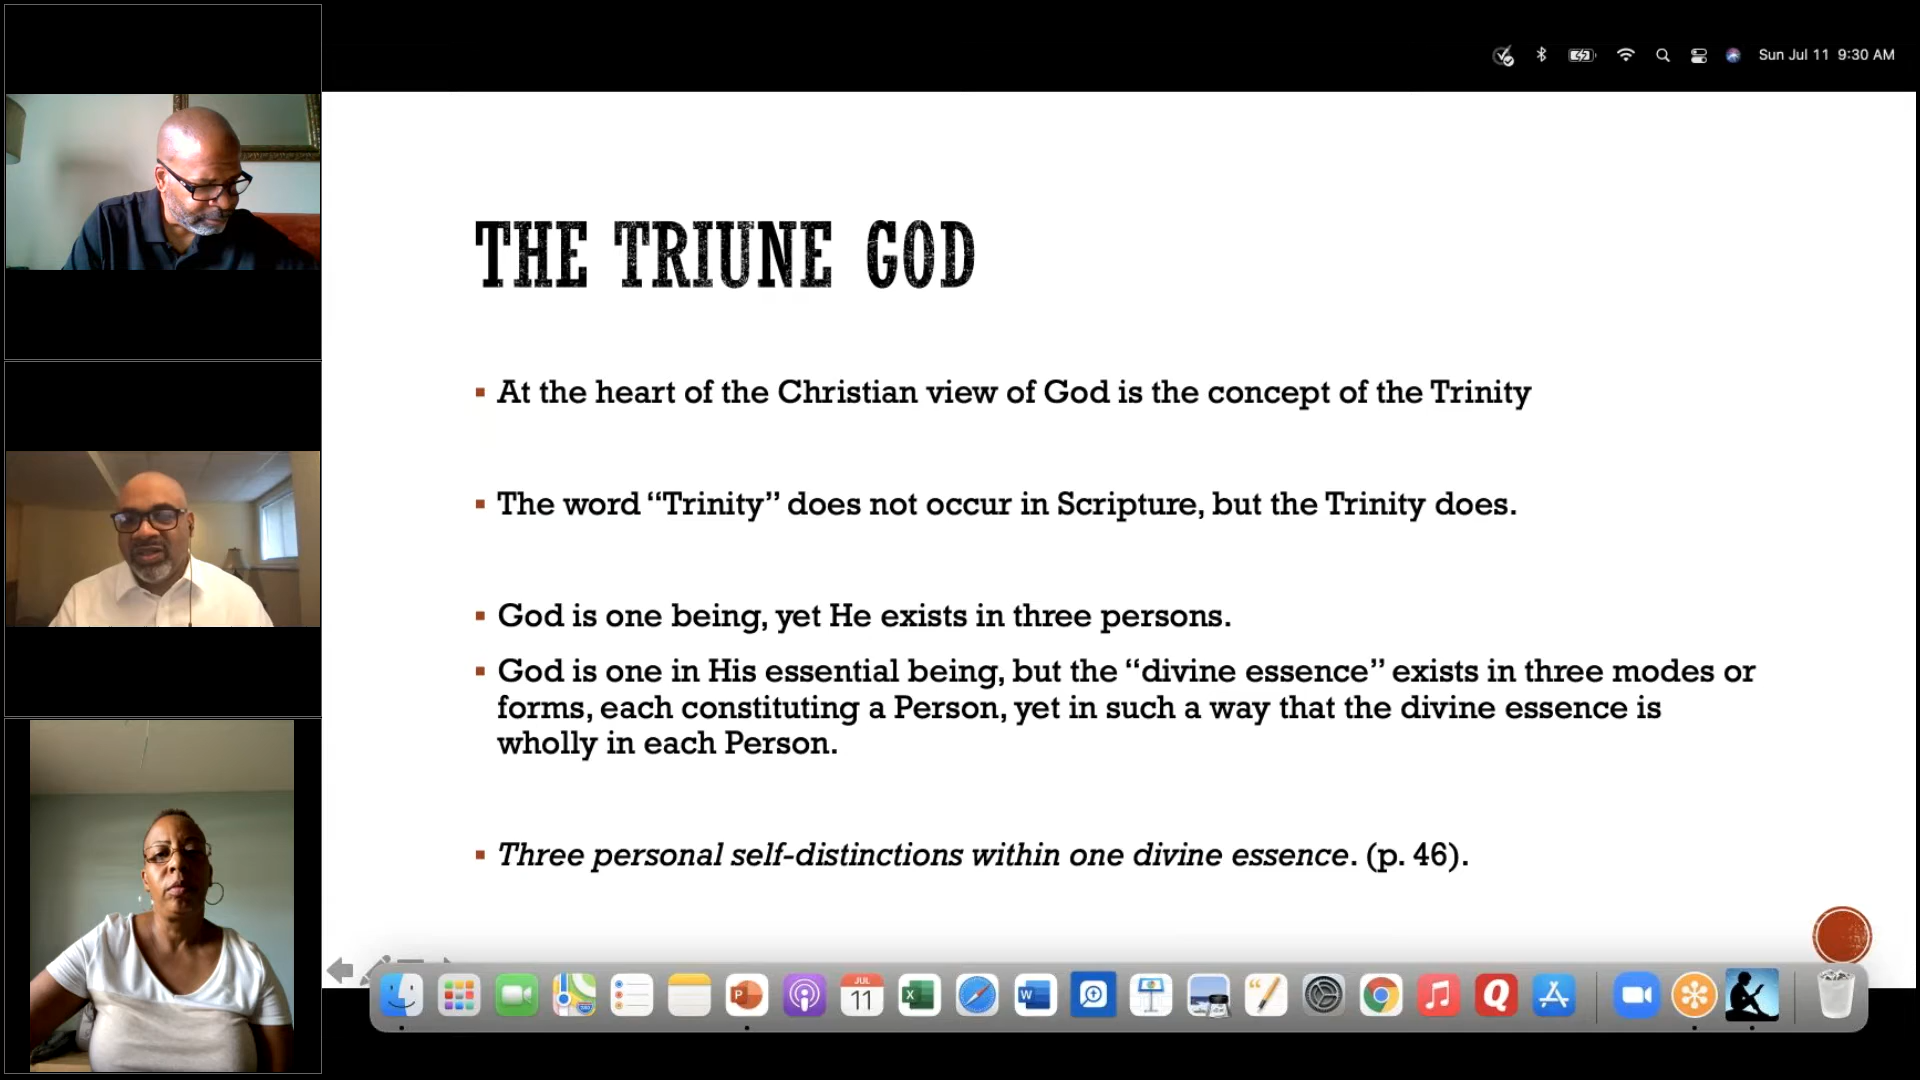 Sun Jul 11 9:30 AM
THE TRIUNE GOD
▪ At the heart of the Christian view of God is the concept of the Trinity
▪ The word “Trinity” does not occur in Scripture, but the Trinity does.
▪ God is one being, yet He exists in three persons.
▪ God is one in His essential being, but the “divine essence” exists in three modes or
forms, each constituting a Person, yet in such a way that the divine essence is
wholly in each Person.
▪ Three personal self-distinctions within one divine essence. (p. 46).
P
JUL
11
X
W
Q